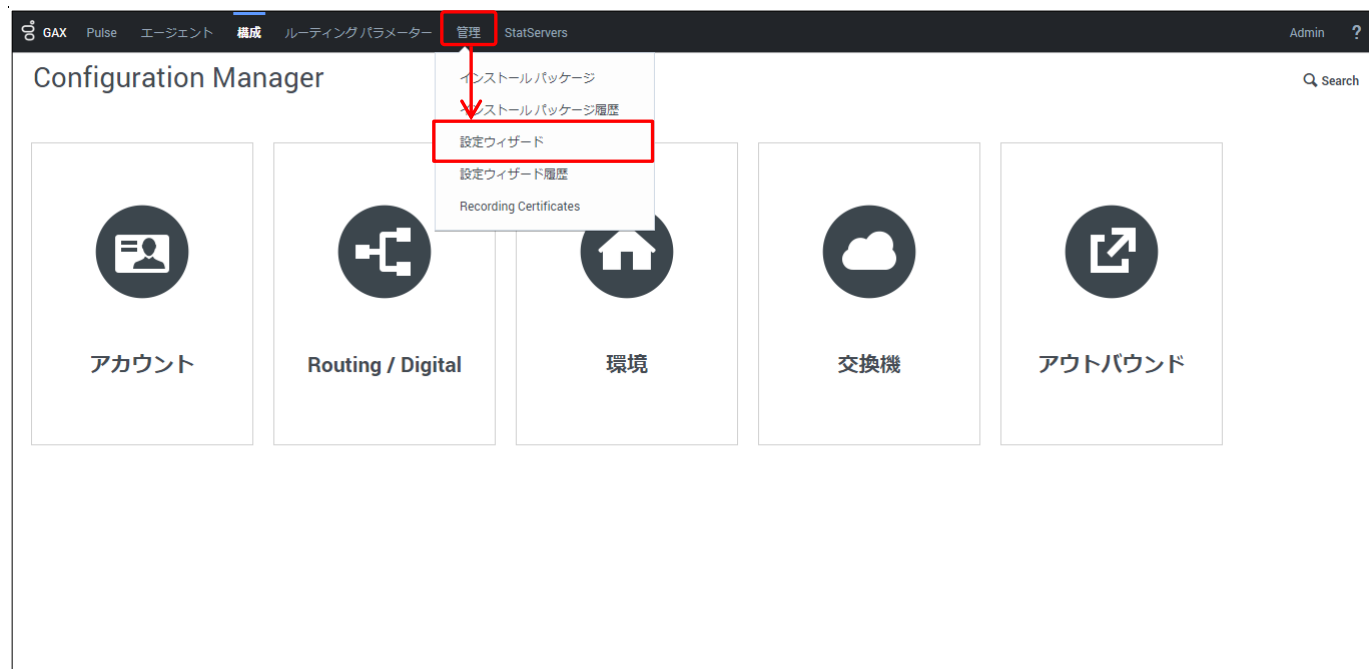 GAX Pulse エージェント 構成 ルーティング パラメーター 管理 StatServers Admin ?
Configuration Manager
Search
インストール パッケージ
インストール パッケージ履歴
設定ウィザード
設定ウィザード履歴
Recording Certificates
アカウント
Routing / Digital
環境
交換機
アウトバウンド